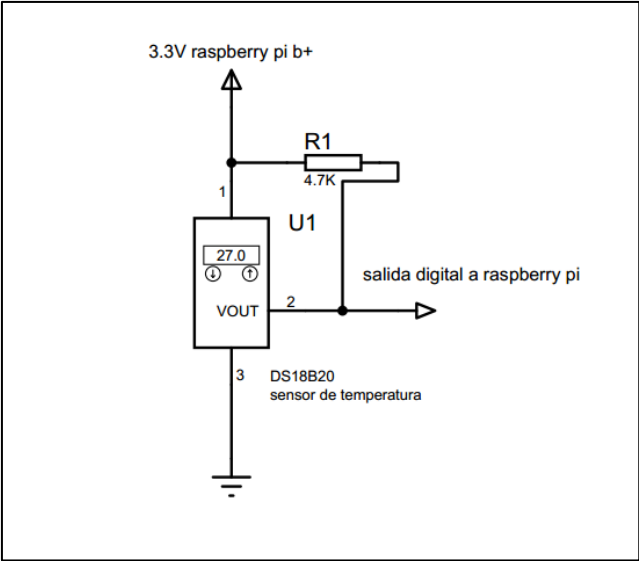 3.3V raspberry pi b+
R1
4.7K
1
U1
27.0
salida digital a raspberry pi
VOUT
2
3
DS18B20
sensor de temperatura